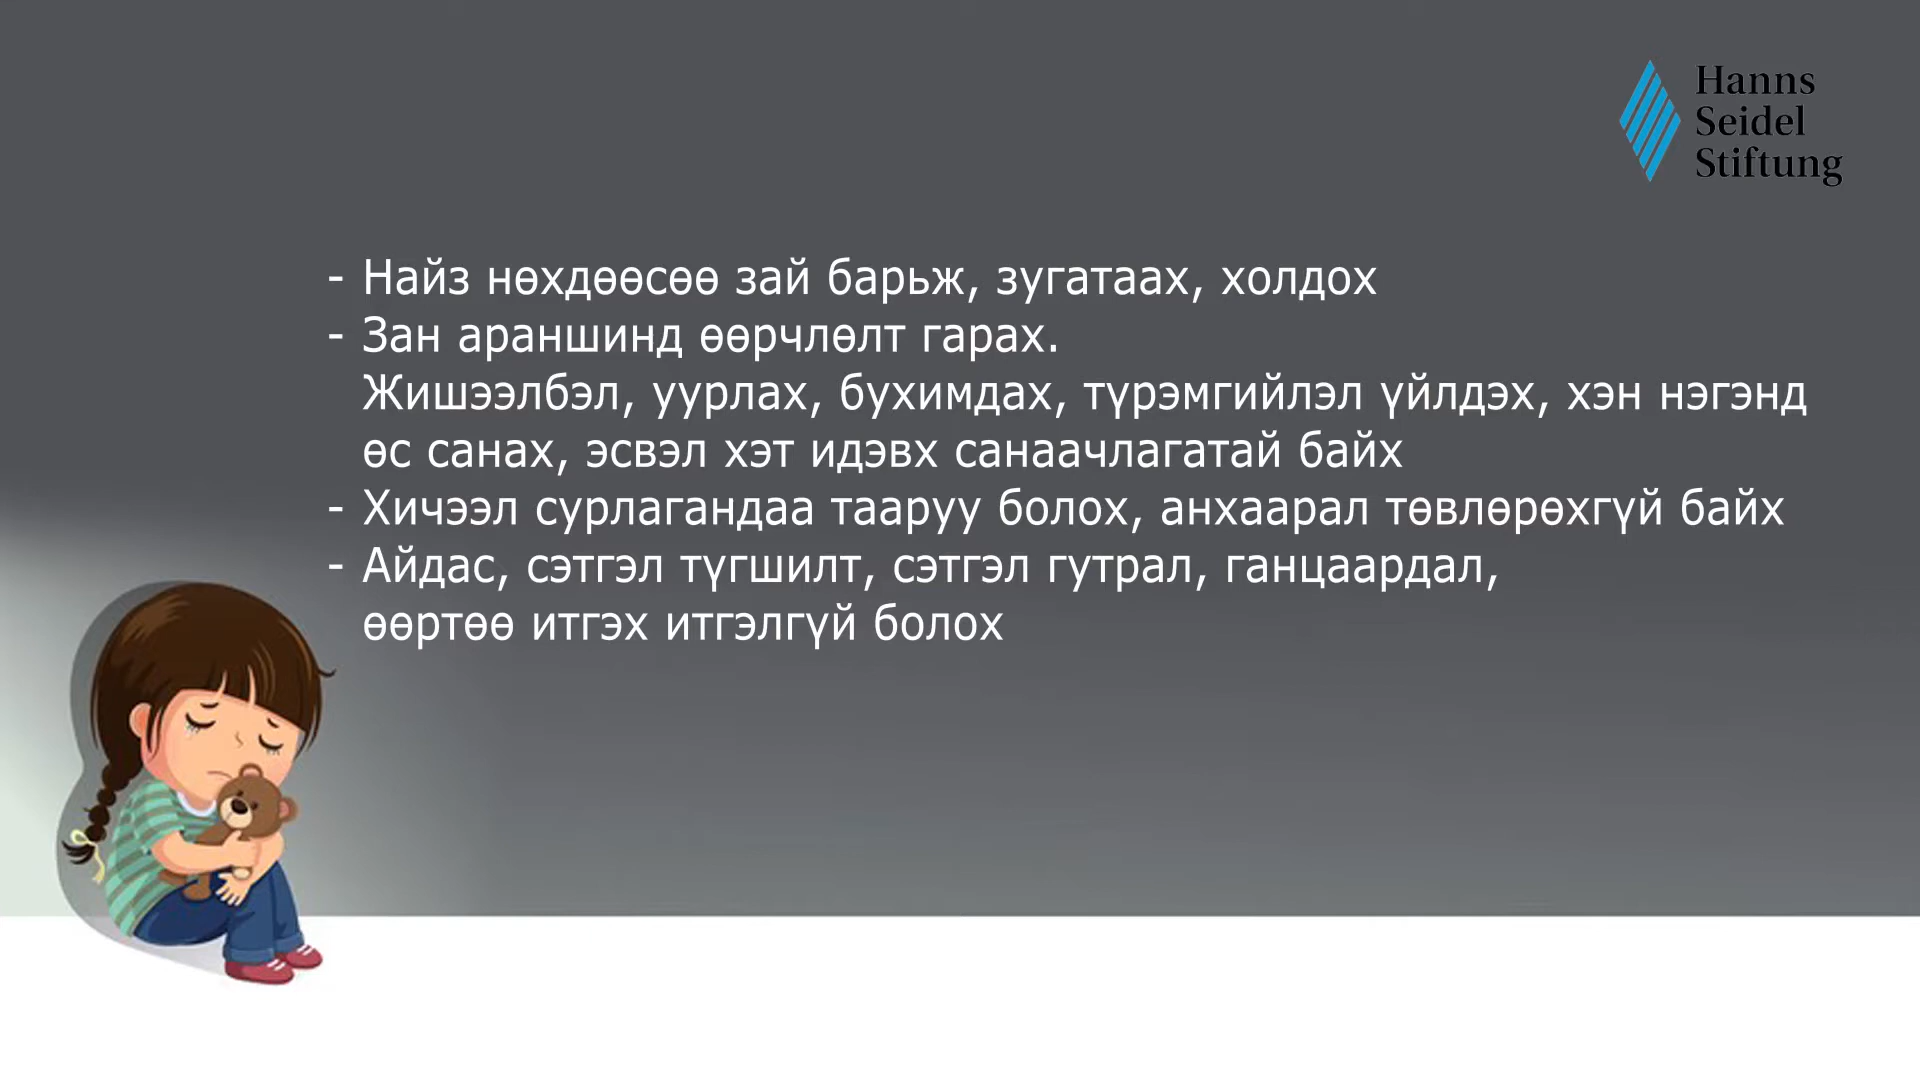 Hanns
Seidel
Stiftung
- Найз нөхдөөсөө зай барьж, зугатаах, холдох
- Зан араншинд өөрчлөлт гарах.
Жишээлбэл, уурлах, бухимдах, түрэмгийлэл үйлдэх, хэн нэгэнд
өс санах, эсвэл хэт идэвх санаачлагатай байх
- Хичээл сурлагандаа тааруу болох, анхаарал төвлөрөхгүй байх
- Айдас, сэтгэл түгшилт, сэтгэл гутрал, ганцаардал,
өөртөө итгэх итгэлгүй болох